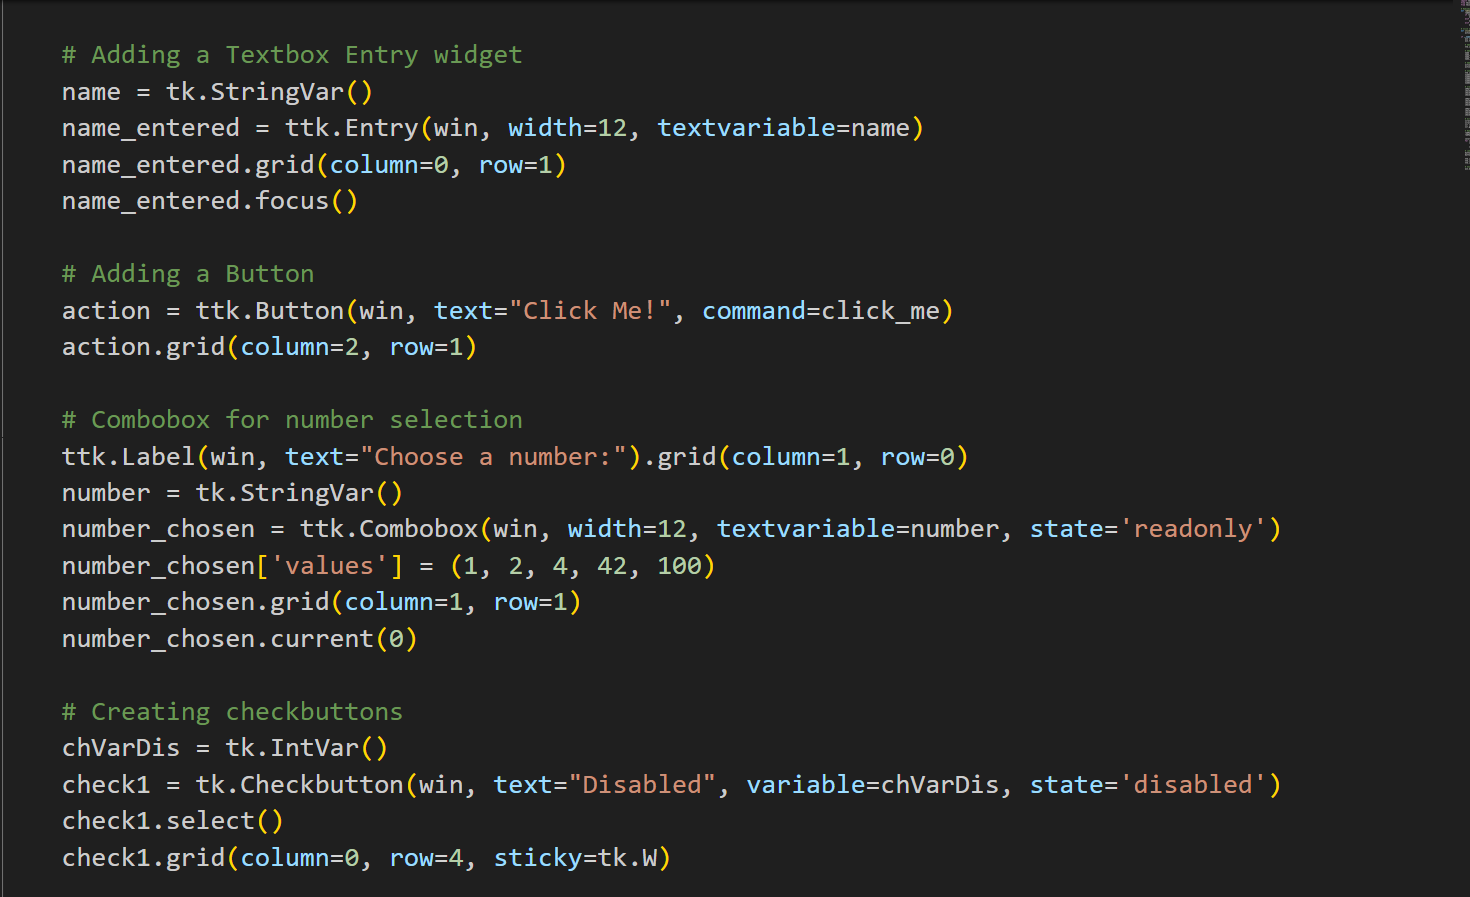 # Adding a Textbox Entry widget
name = tk.StringVar()
name_entered = ttk.Entry(win, width=12, textvariable=name)
name_entered.grid(column=0, row=1)
name_entered.focus()
# Adding a Button
action = ttk.Button(win, text="Click Me!", command=click_me)
action.grid(column=2, row=1)
# Combobox for number selection
ttk.Label(win, text="Choose a number:").grid(column=1, row=0)
number = tk.StringVar()
number_chosen = ttk.Combobox(win, width=12, textvariable=number, state='readonly')
number_chosen['values'] = (1, 2, 4, 42, 100)
number_chosen.grid(column=1, row=1)
number_chosen.current(0)
# Creating checkbuttons
chVarDis = tk.IntVar()
check1 = tk.Checkbutton(win, text="Disabled", variable=chVarDis, state='disabled')
check1.select()
check1.grid(column=0, row=4, sticky=tk.W)